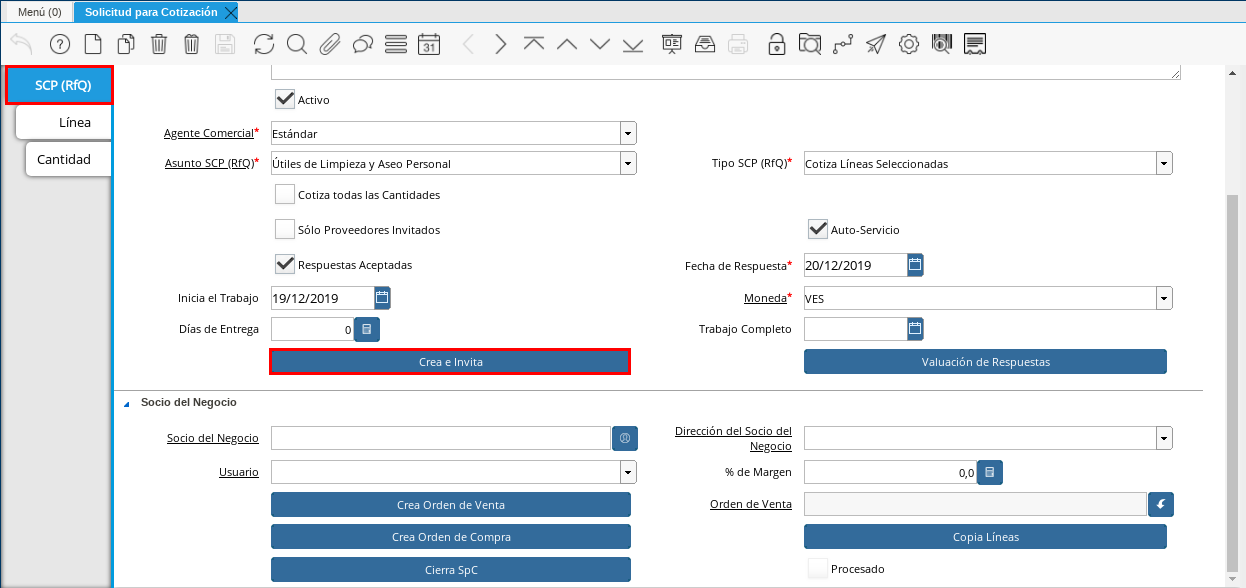 Menú (0)
Solicitud para Cotización
31
SCP (RfQ)
Línea
Cantidad
Activo
Agente Comercial*
Estándar
Asunto SCP (RfQ)*
Útiles de Limpieza y Aseo Personal
Tipo SCP (RfQ)*
Cotiza Líneas Seleccionadas
Cotiza todas las Cantidades
Sólo Proveedores Invitados
Auto-Servicio
Respuestas Aceptadas
Fecha de Respuesta*
20/12/2019
Inicia el Trabajo
19/12/2019
Moneda*
VES
Días de Entrega
0
Trabajo Completo
Crea e Invita
Valuación de Respuestas
Socio del Negocio
Socio del Negocio
Dirección del Socio del
Negocio
Usuario
% de Margen
0,0
Crea Orden de Venta
Orden de Venta
Crea Orden de Compra
Copia Líneas
Cierra SpC
Procesado